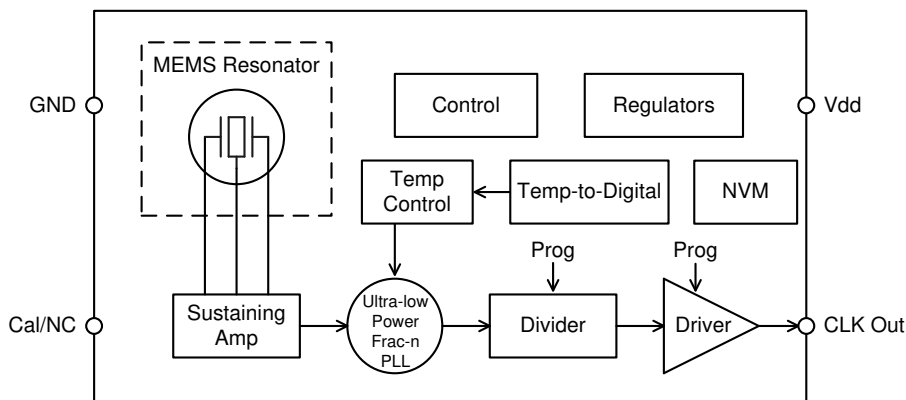 MEMS Resonator
GND
Control
Regulators
Vdd
Temp
Control
Temp-to-Digital
NVM
Prog
Prog
Cal/NC
Sustaining
Amp
Ultra-low
Power
Frac-n
PLL
Divider
Driver
CLK Out